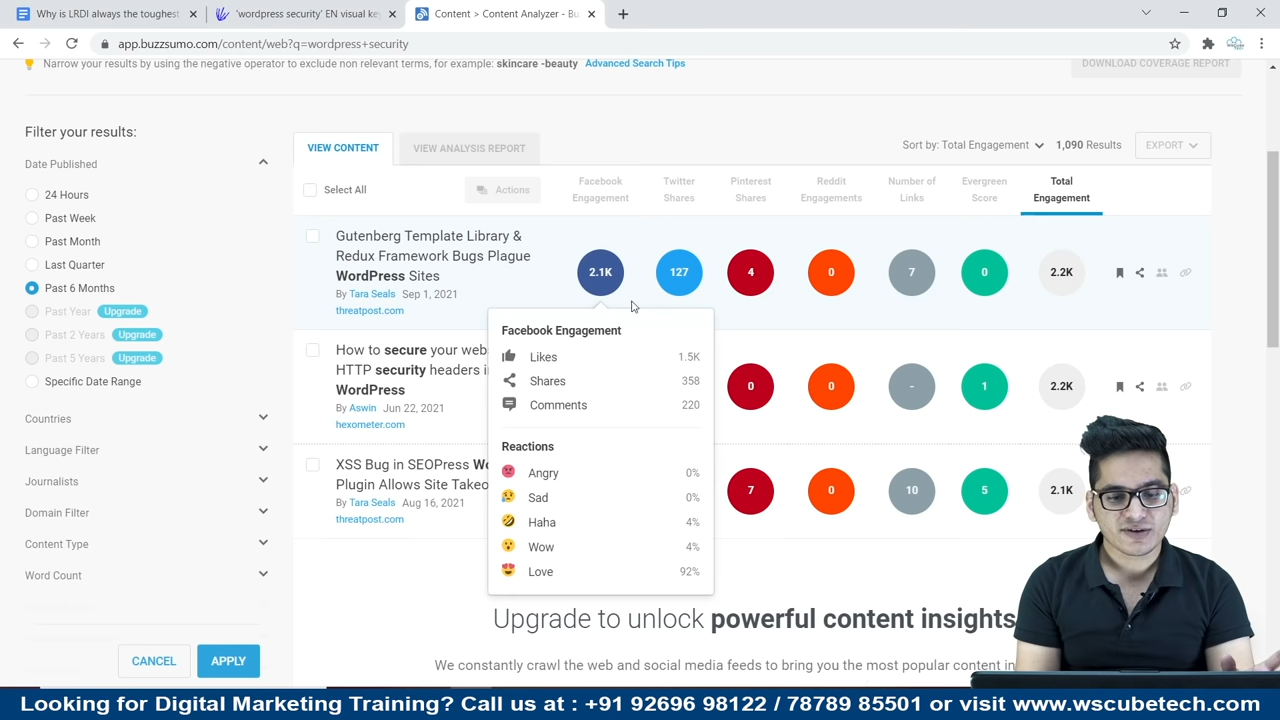 Why is LRDI always the toughest
'wordpress security' EN visual ke
Content > Content Analyzer - Bu
app.buzzsumo.com/content/web?q=wordpress+security
Narrow your results by using the negative operator to exclude non relevant terms, for example: skincare -beauty Advanced Search Tips
DOWNLOAD COVERAGE REPORT
Filter your results:
Date Published
24 Hours
Past Week
Past Month
Last Quarter
Past 6 Months
Past Year Upgrade
Past 2 Years Upgrade
Past 5 Years Upgrade
Specific Date Range
Countries
Language Filter
Journalists
Domain Filter
Content Type
Word Count
CANCEL APPLY
VIEW CONTENT VIEW ANALYSIS REPORT
Sort by: Total Engagement 1,090 Results EXPORT
Select All Actions
Facebook Engagement
Twitter Shares
Pinterest Shares
Reddit Engagements
Number of Links
Evergreen Score
Total Engagement
Gutenberg Template Library &
Redux Framework Bugs Plague
WordPress Sites
By Tara Seals Sep 1, 2021
threatpost.com
2.1K 127 4 0 7 0 2.2K
How to secure your web
HTTP security headers i
WordPress
By Aswin Jun 22, 2021
hexometer.com
0 0 - 1 2.2K
XSS Bug in SEOPress Wo
Plugin Allows Site Takeo
By Tara Seals Aug 16, 2021
threatpost.com
7 0 10 5 2.1K
Facebook Engagement
Likes 1.5K
Shares 358
Comments 220
Reactions
Angry 0%
Sad 0%
Haha 4%
Wow 4%
Love 92%
Upgrade to unlock powerful content insights
We constantly crawl the web and social media feeds to bring you the most popular content in
Looking for Digital Marketing Training? Call us at : +91 92696 98122 / 78789 85501 or visit www.wscubetech.com